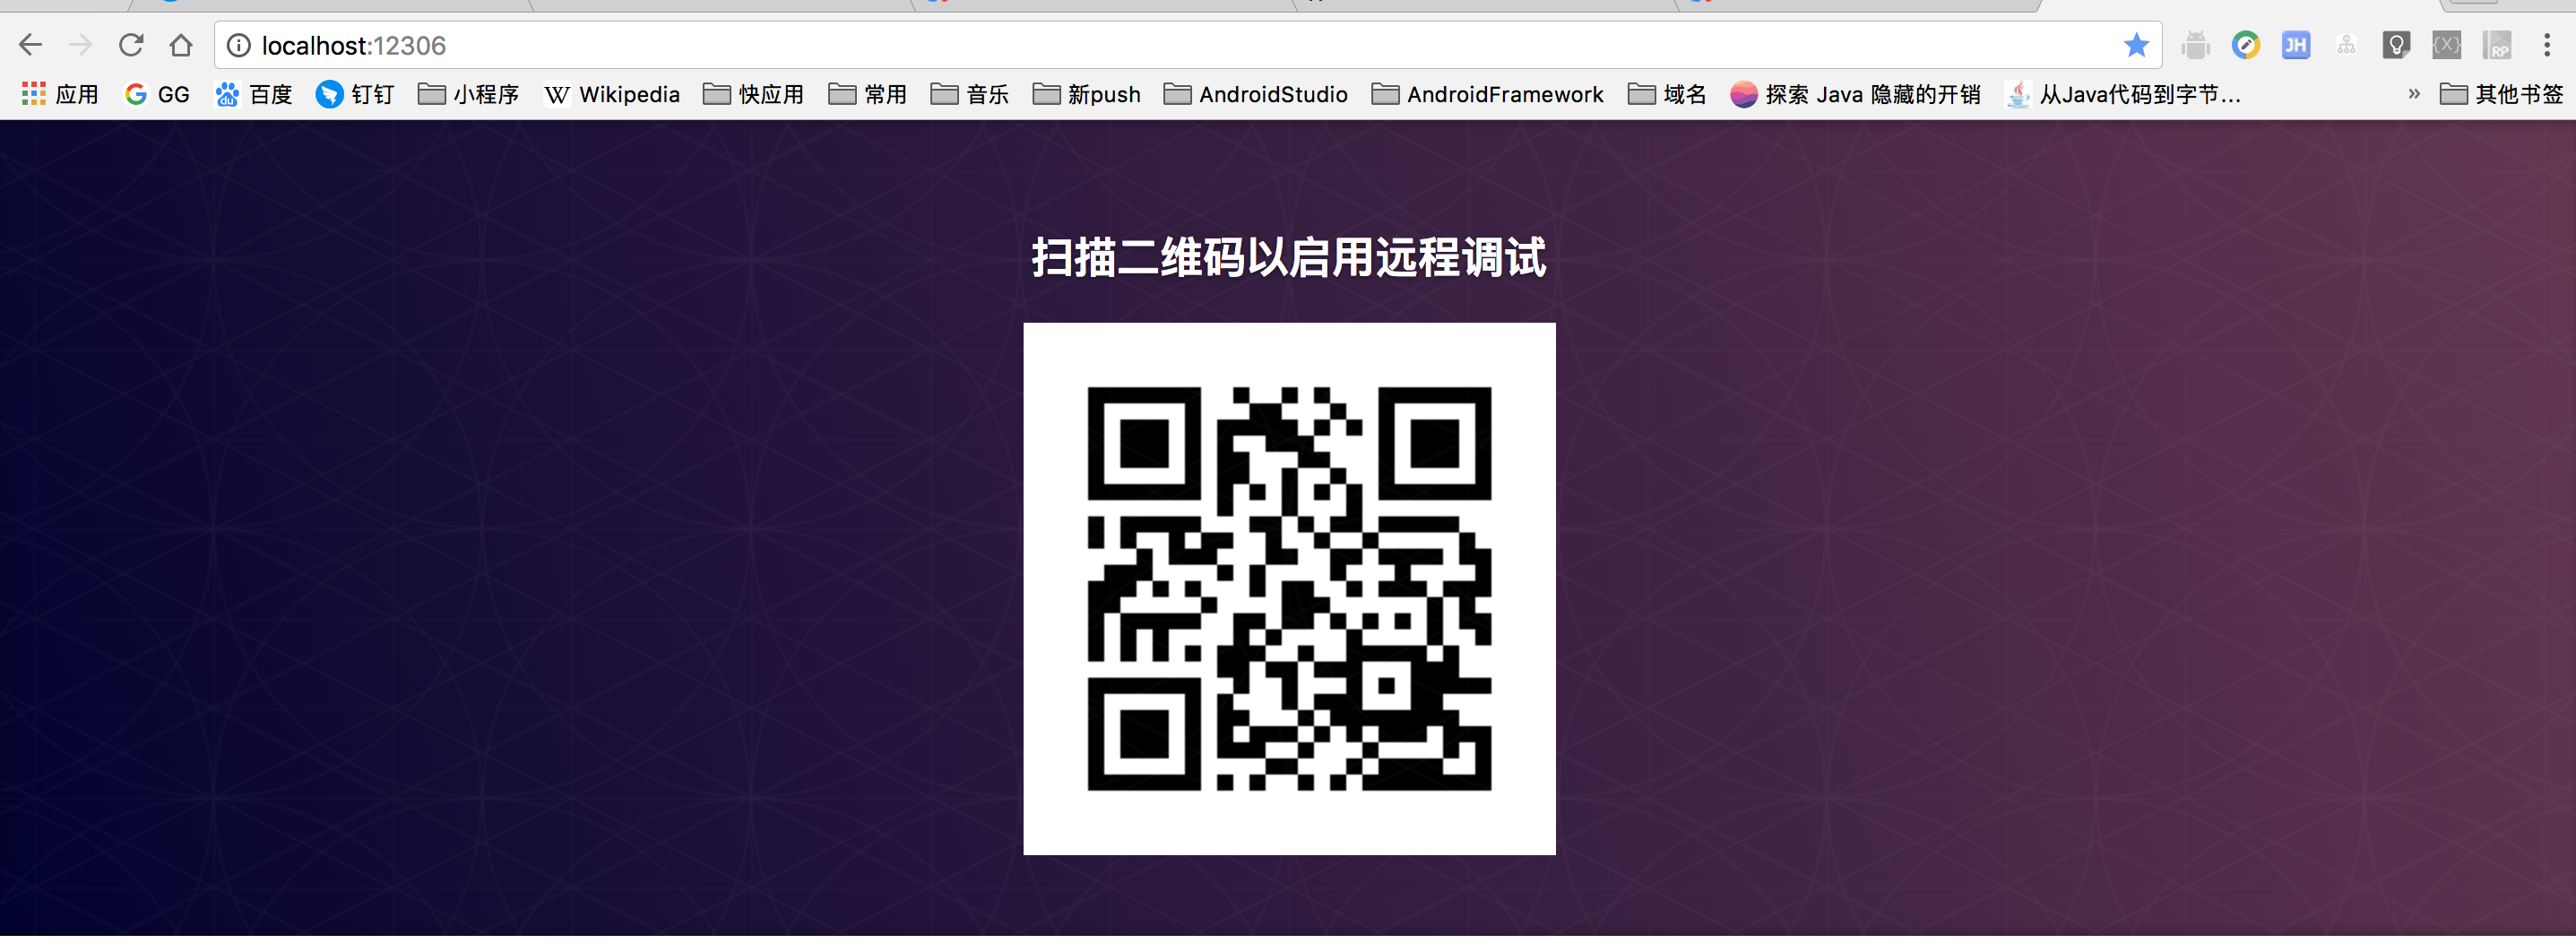 localhost:12306
应用 GG 百度 钉钉 小程序 W Wikipedia 快应用 常用 音乐 新push AndroidStudio AndroidFramework 域名 探索 Java 隐藏的开销 从Java代码到字节... » 其他书签
扫描二维码以启用远程调试